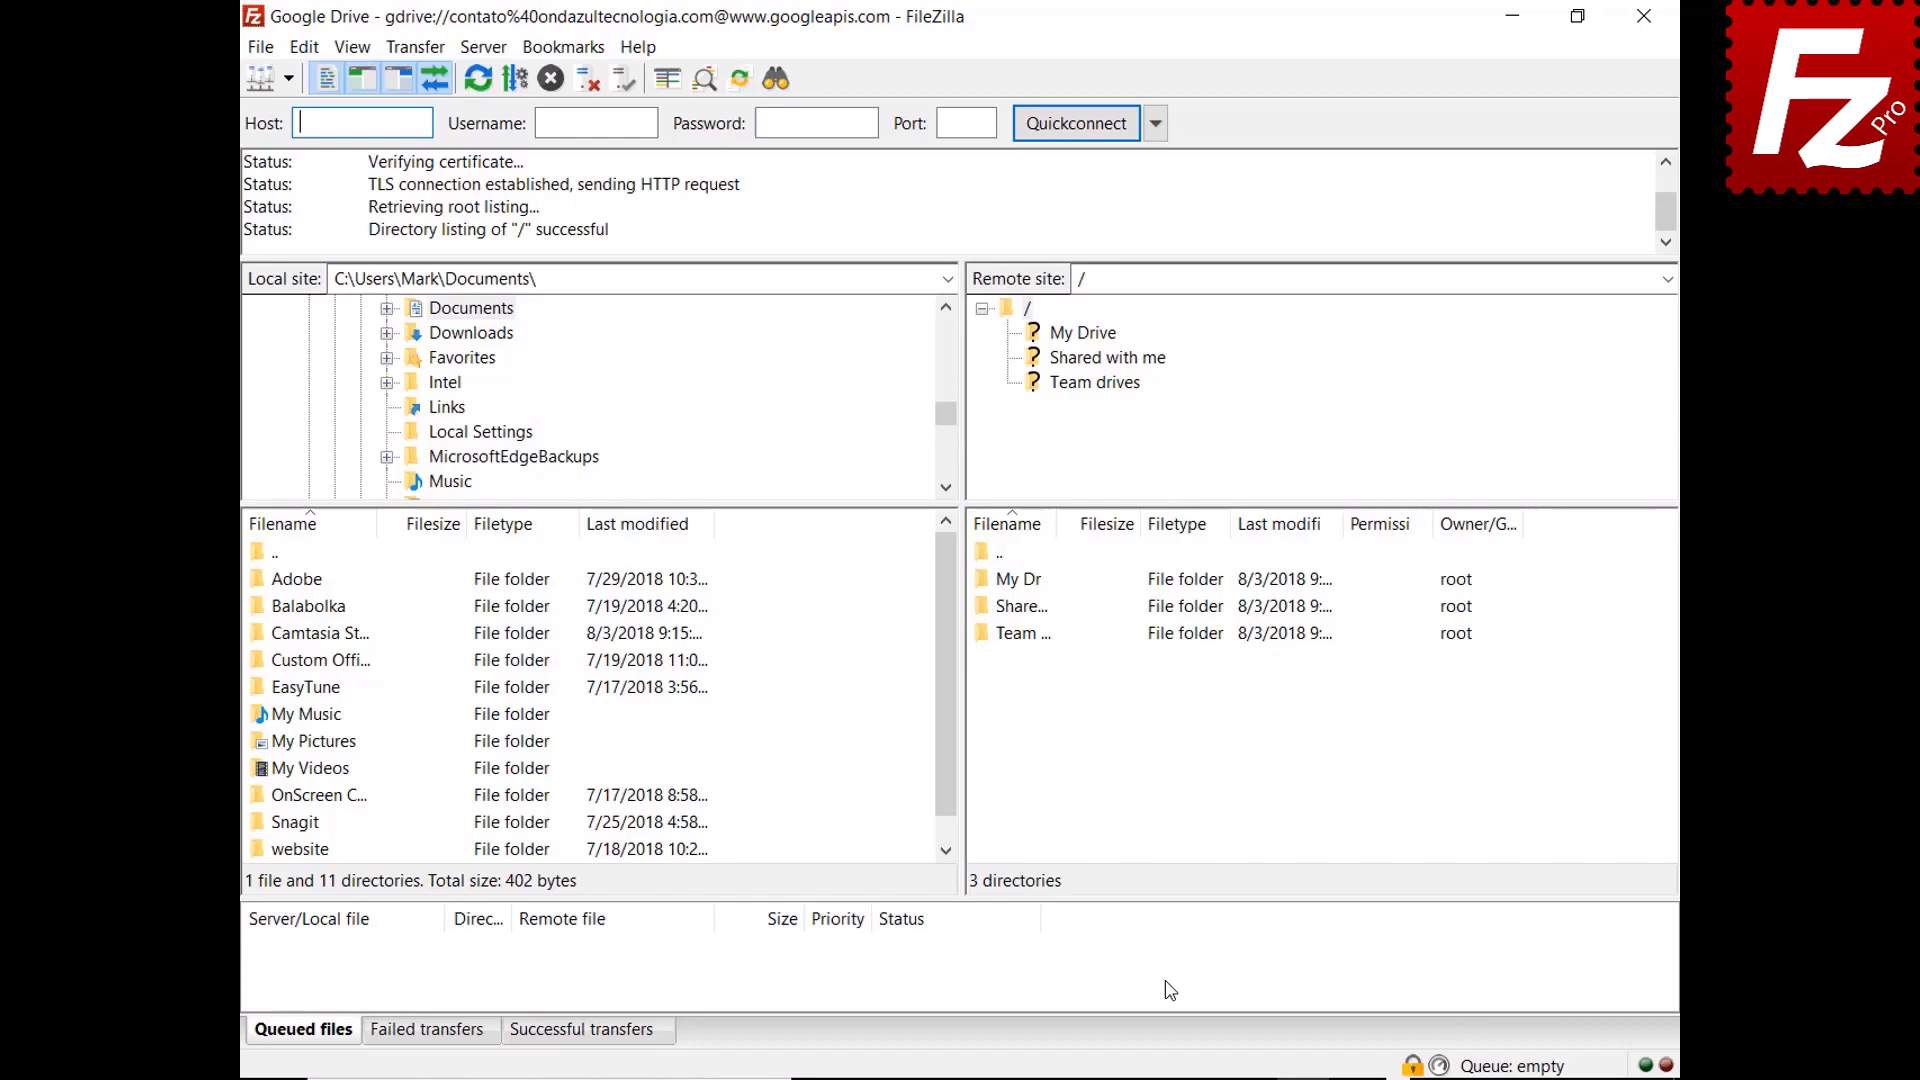 Google Drive - gdrive://contato%40ondazultecnologia.com@www.googleapis.com - FileZilla
File Edit View Transfer Server Bookmarks Help
Host: Username: Password: Port: Quickconnect
Status: Verifying certificate...
Status: TLS connection established, sending HTTP request
Status: Retrieving root listing...
Status: Directory listing of "/" successful
Local site: C:\Users\Mark\Documents\
Documents
Downloads
Favorites
Intel
Links
Local Settings
MicrosoftEdgeBackups
Music
Remote site: /
/
? My Drive
? Shared with me
? Team drives
Filename Filesize Filetype Last modified
..
Adobe File folder 7/29/2018 10:3...
Balabolka File folder 7/19/2018 4:20...
Camtasia St... File folder 8/3/2018 9:15:...
Custom Offi... File folder 7/19/2018 11:0...
EasyTune File folder 7/17/2018 3:56...
My Music File folder
My Pictures File folder
My Videos File folder
OnScreen C... File folder 7/17/2018 8:58...
Snagit File folder 7/25/2018 4:58...
website File folder 7/18/2018 10:2...
1 file and 11 directories. Total size: 402 bytes
Filename Filesize Filetype Last modifi Permissi Owner/G...
..
My Dr File folder 8/3/2018 9:... root
Share... File folder 8/3/2018 9:... root
Team ... File folder 8/3/2018 9:... root
3 directories
Server/Local file Direc... Remote file Size Priority Status
Queued files Failed transfers Successful transfers
Queue: empty
Fz Pro